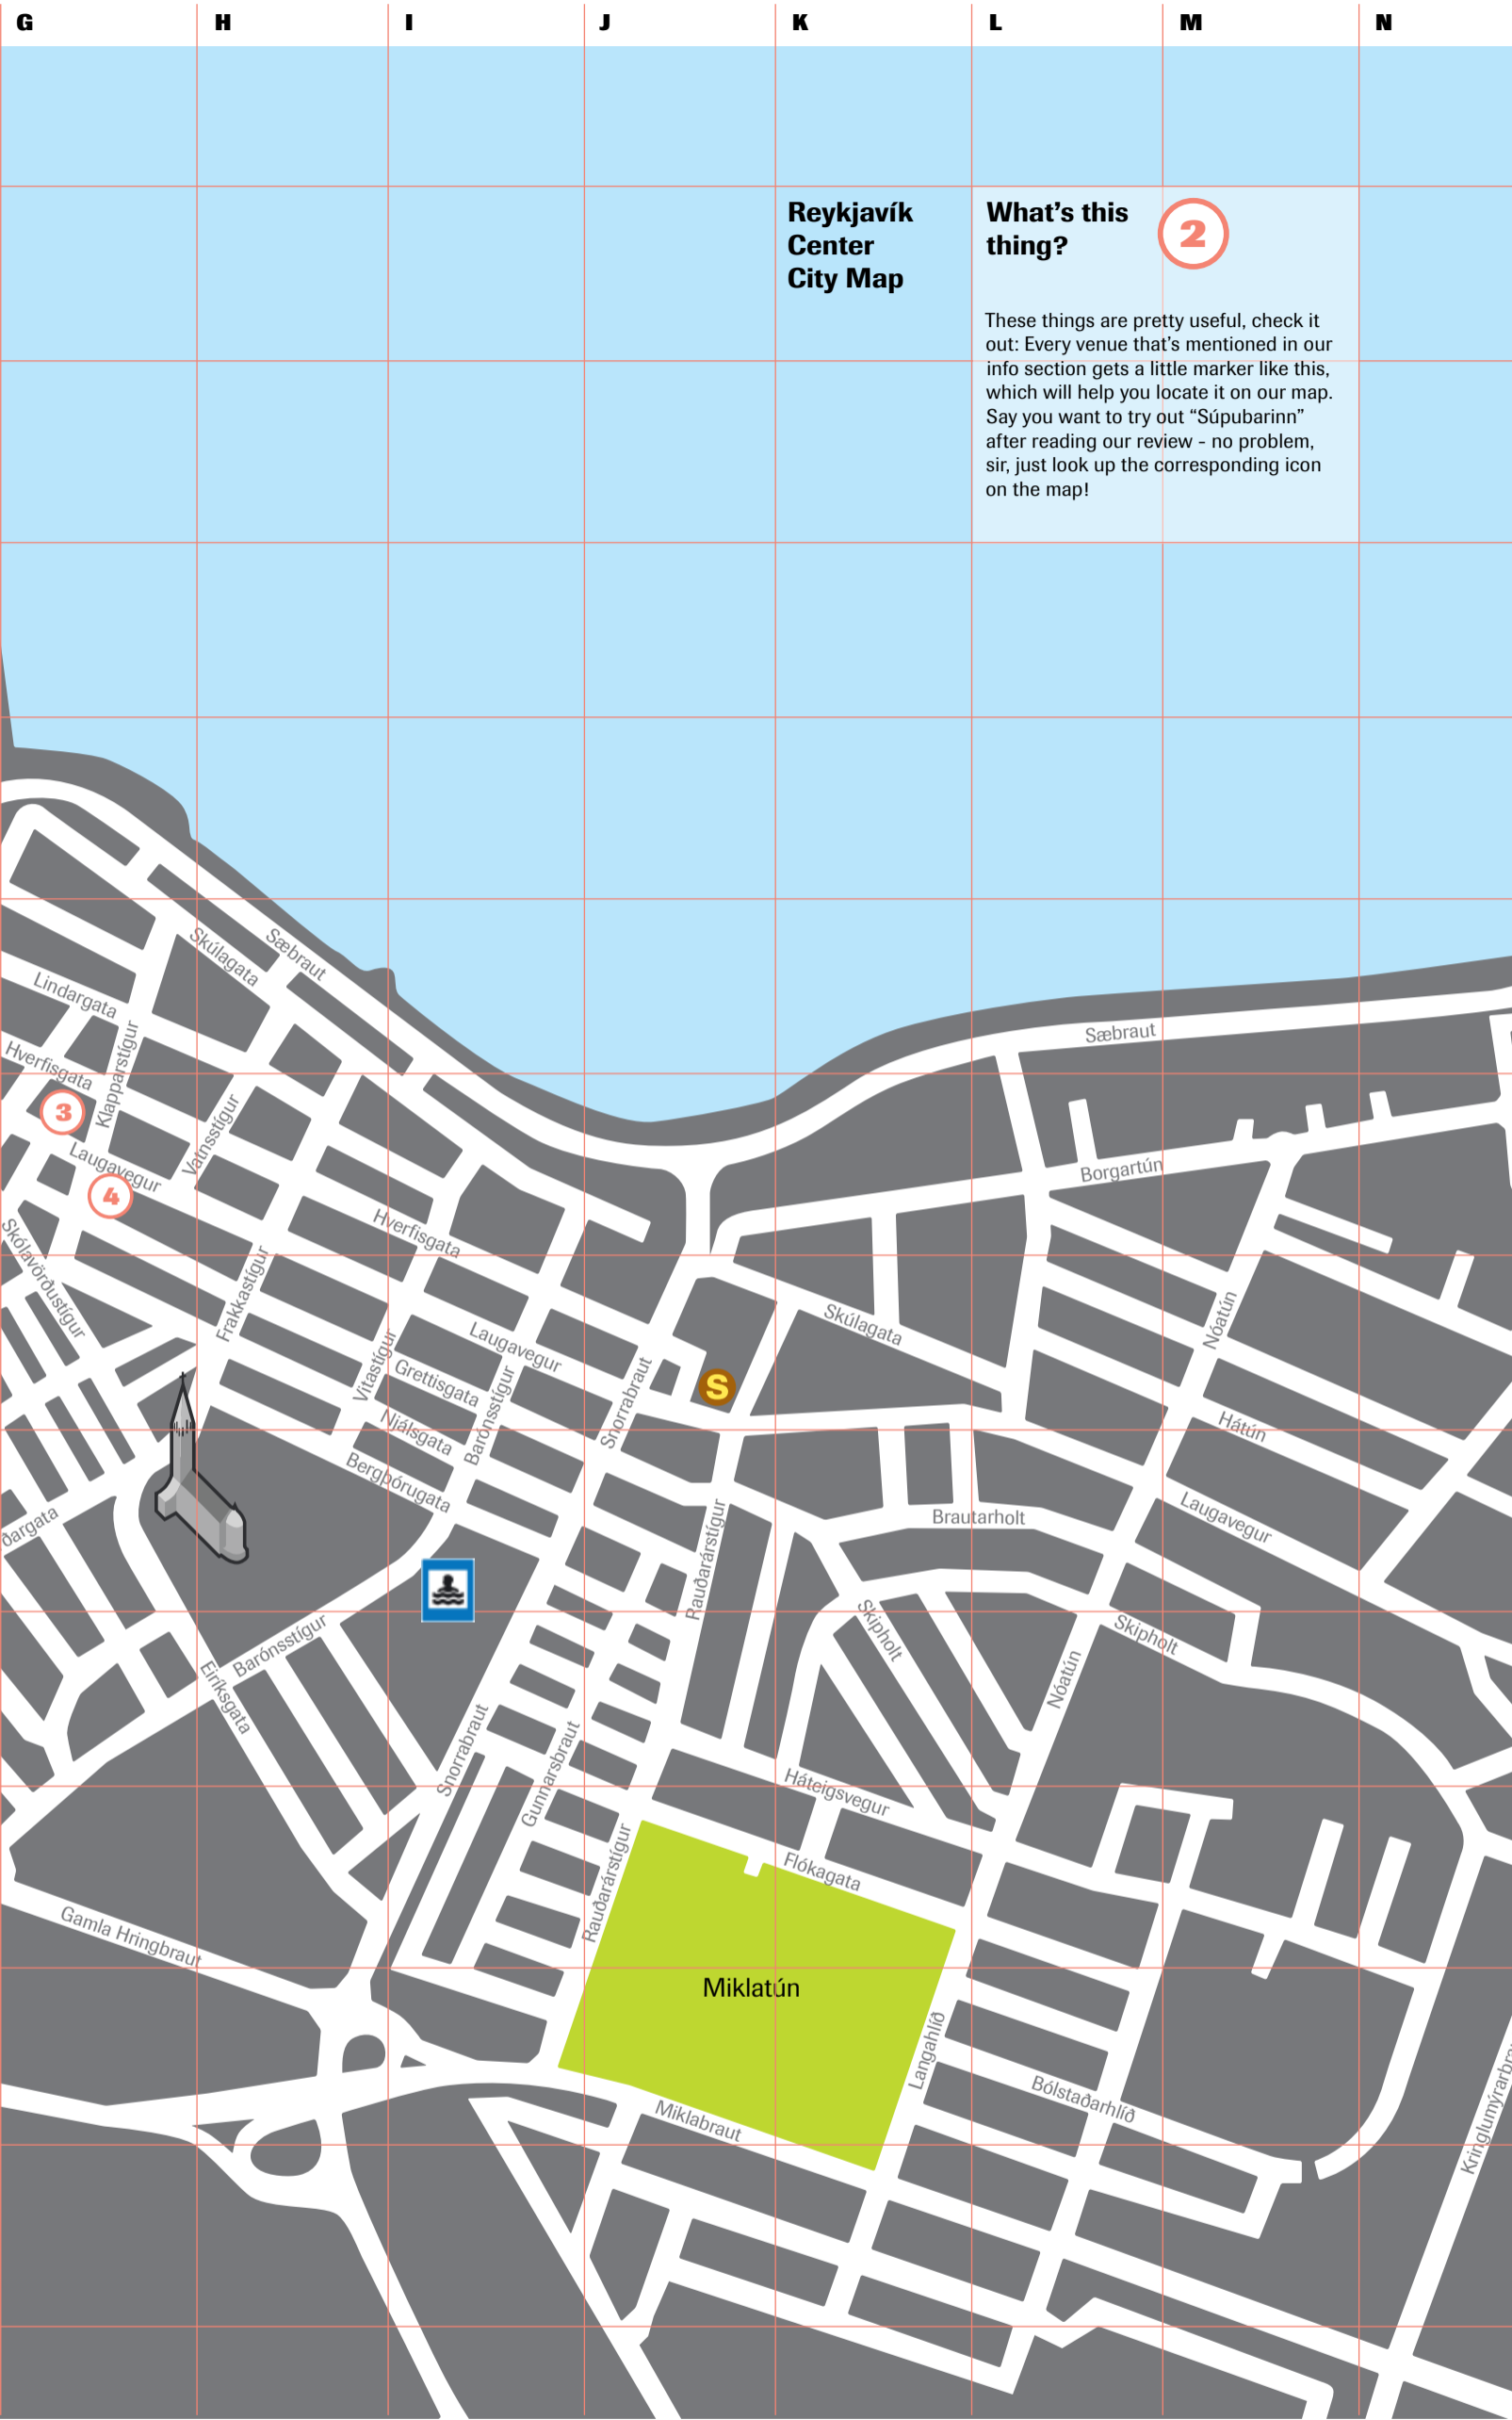 G H I J K L M N
Reykjavík
Center
City Map
What's this
thing?
2
These things are pretty useful, check it
out: Every venue that's mentioned in our
info section gets a little marker like this,
which will help you locate it on our map.
Say you want to try out “Súpubarinn”
after reading our review - no problem,
sir, just look up the corresponding icon
on the map!
Skúlagata
Sæbraut
Lindargata
Sæbraut
Hverfisgata
Klapparstígur
3
Vatnsstígur
Laugavegur
4
Borgartún
Hverfisgata
Skólavörðustígur
Frakkastígur
Skúlagata
Nóatún
Laugavegur
Vitastígur
Grettisgata
Barónsstígur
Snorrabraut
S
Njálsgata
Hátún
Bergþórugata
ðargata
Rauðarárstígur
Brautarholt
Laugavegur
Skipholt
Skipholt
Barónsstígur
Eiríksgata
Nóatún
Snorrabraut
Gunnarsbraut
Háteigsvegur
Rauðarárstígur
Flókagata
Gamla Hringbraut
Miklatún
Langahlíð
Bólstaðarhlíð
Miklabraut
Kringlumýrarbra